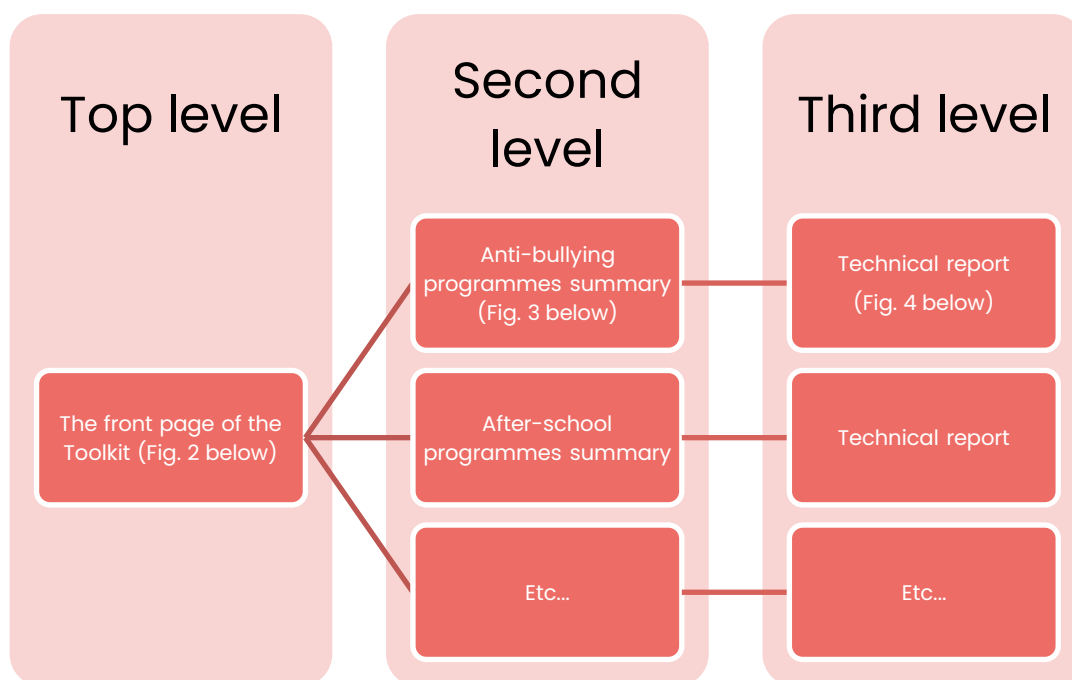 Top level
Second
level
Third level
Anti-bullying
programmes summary
(Fig. 3 below)
Technical report
(Fig. 4 below)
The front page of the
Toolkit (Fig. 2 below)
After-school
programmes summary
Technical report
Etc...
Etc...